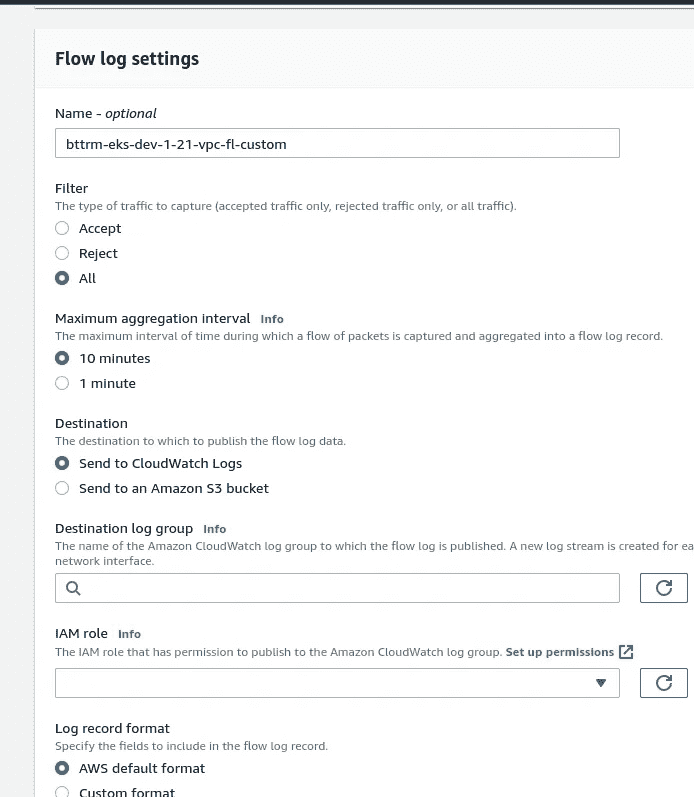 Flow log settings
Name - optional
bttrm-eks-dev-1-21-vpc-fl-custom
Filter
The type of traffic to capture (accepted traffic only, rejected traffic only, or all traffic).
Accept
Reject
All
Maximum aggregation interval Info
The maximum interval of time during which a flow of packets is captured and aggregated into a flow log record.
10 minutes
1 minute
Destination
The destination to which to publish the flow log data.
Send to CloudWatch Logs
Send to an Amazon S3 bucket
Destination log group Info
The name of the Amazon CloudWatch log group to which the flow log is published. A new log stream is created for ea
network interface.
IAM role Info
The IAM role that has permission to publish to the Amazon CloudWatch log group. Set up permissions
Log record format
Specify the fields to include in the flow log record.
AWS default format
Custom format